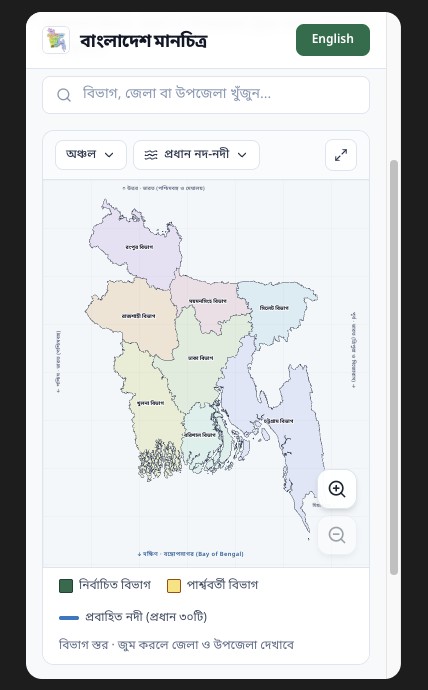 বাংলাদেশ মানচিত্র
English
বিভাগ, জেলা বা উপজেলা খুঁজুন...
অঞ্চল
প্রধান নদ-নদী
রংপুর বিভাগ
ময়মনসিংহ বিভাগ
সিলেট বিভাগ
রাজশাহী বিভাগ
ঢাকা বিভাগ
খুলনা বিভাগ
বরিশাল বিভাগ
চট্টগ্রাম বিভাগ
↓ দক্ষিণ · বঙ্গোপসাগর (Bay of Bengal)
নির্বাচিত বিভাগ
পার্শ্ববর্তী বিভাগ
প্রবাহিত নদী (প্রধান ৩০টি)
বিভাগ স্তর · জুম করলে জেলা ও উপজেলা দেখাবে